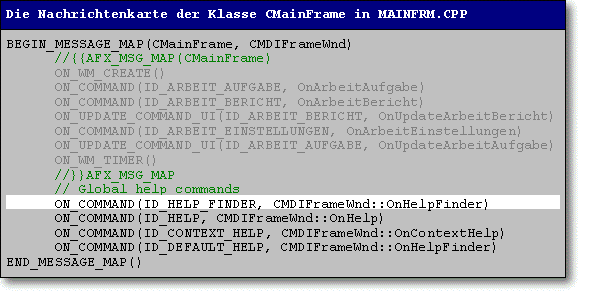 Die Nachrichtenkarte der Klasse CMainFrame in MAINFRM.CPP
BEGIN_MESSAGE_MAP(CMainFrame, CMDIFrameWnd)
//{{AFX_MSG_MAP(CMainFrame)
ON_WM_CREATE()
ON_COMMAND(ID_ARBEIT_AUFGABE, OnArbeitAufgabe)
ON_COMMAND(ID_ARBEIT_BERICHT, OnArbeitBericht)
ON_UPDATE_COMMAND_UI(ID_ARBEIT_BERICHT, OnUpdateArbeitBericht)
ON_COMMAND(ID_ARBEIT_EINSTELLUNGEN, OnArbeitEinstellungen)
ON_UPDATE_COMMAND_UI(ID_ARBEIT_AUFGABE, OnUpdateArbeitAufgabe)
ON_WM_TIMER()
//}}AFX_MSG_MAP
// Global help commands
ON_COMMAND(ID_HELP_FINDER, CMDIFrameWnd::OnHelpFinder)
ON_COMMAND(ID_HELP, CMDIFrameWnd::OnHelp)
ON_COMMAND(ID_CONTEXT_HELP, CMDIFrameWnd::OnContextHelp)
ON_COMMAND(ID_DEFAULT_HELP, CMDIFrameWnd::OnHelpFinder)
END_MESSAGE_MAP()